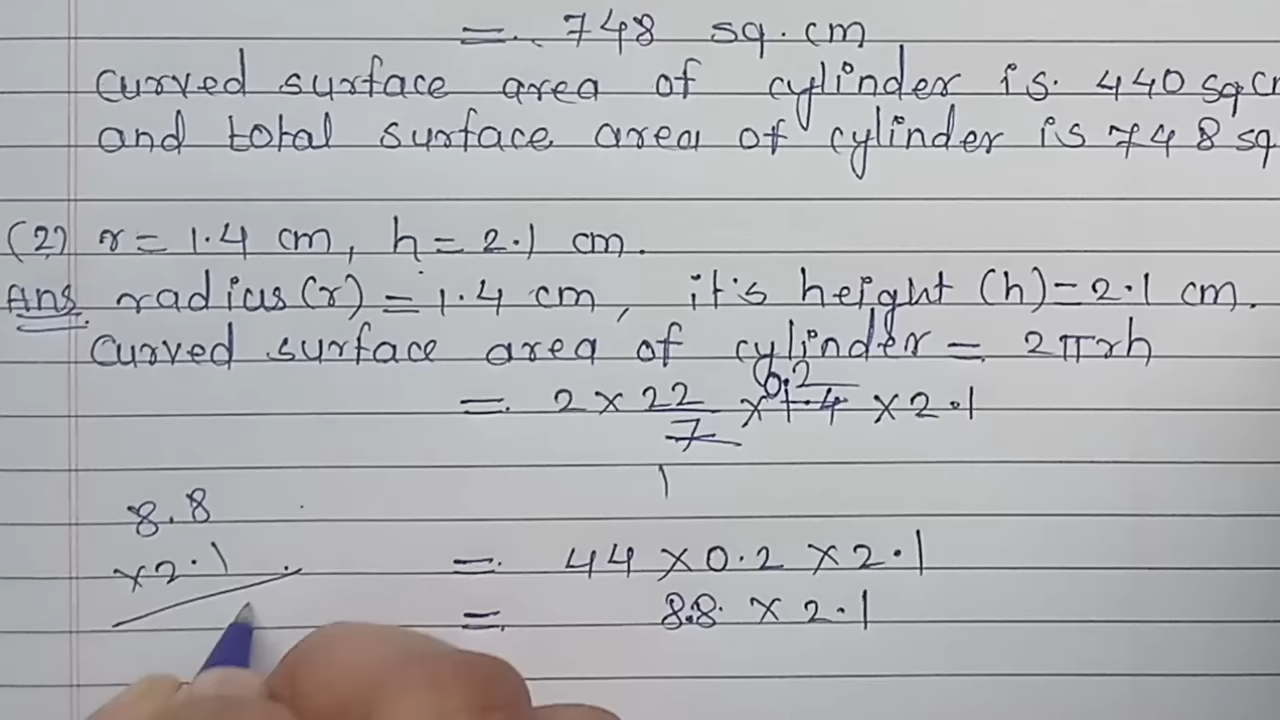 =. 748 sq.cm
curved surface area of cylinder is. 440 sq cm
and total surface area of cylinder is 748 sq
(2) r = 1.4 cm, h = 2.1 cm.
Ans. radius (r) = 1.4 cm, it's height (h) = 2.1 cm.
Curved surface area of cylinder = 2πrh
0.2
=. 2 × 22/7 × 1.4 × 2.1
1
8.8
× 2.1
=. 44 × 0.2 × 2.1
=. 8.8 × 2.1